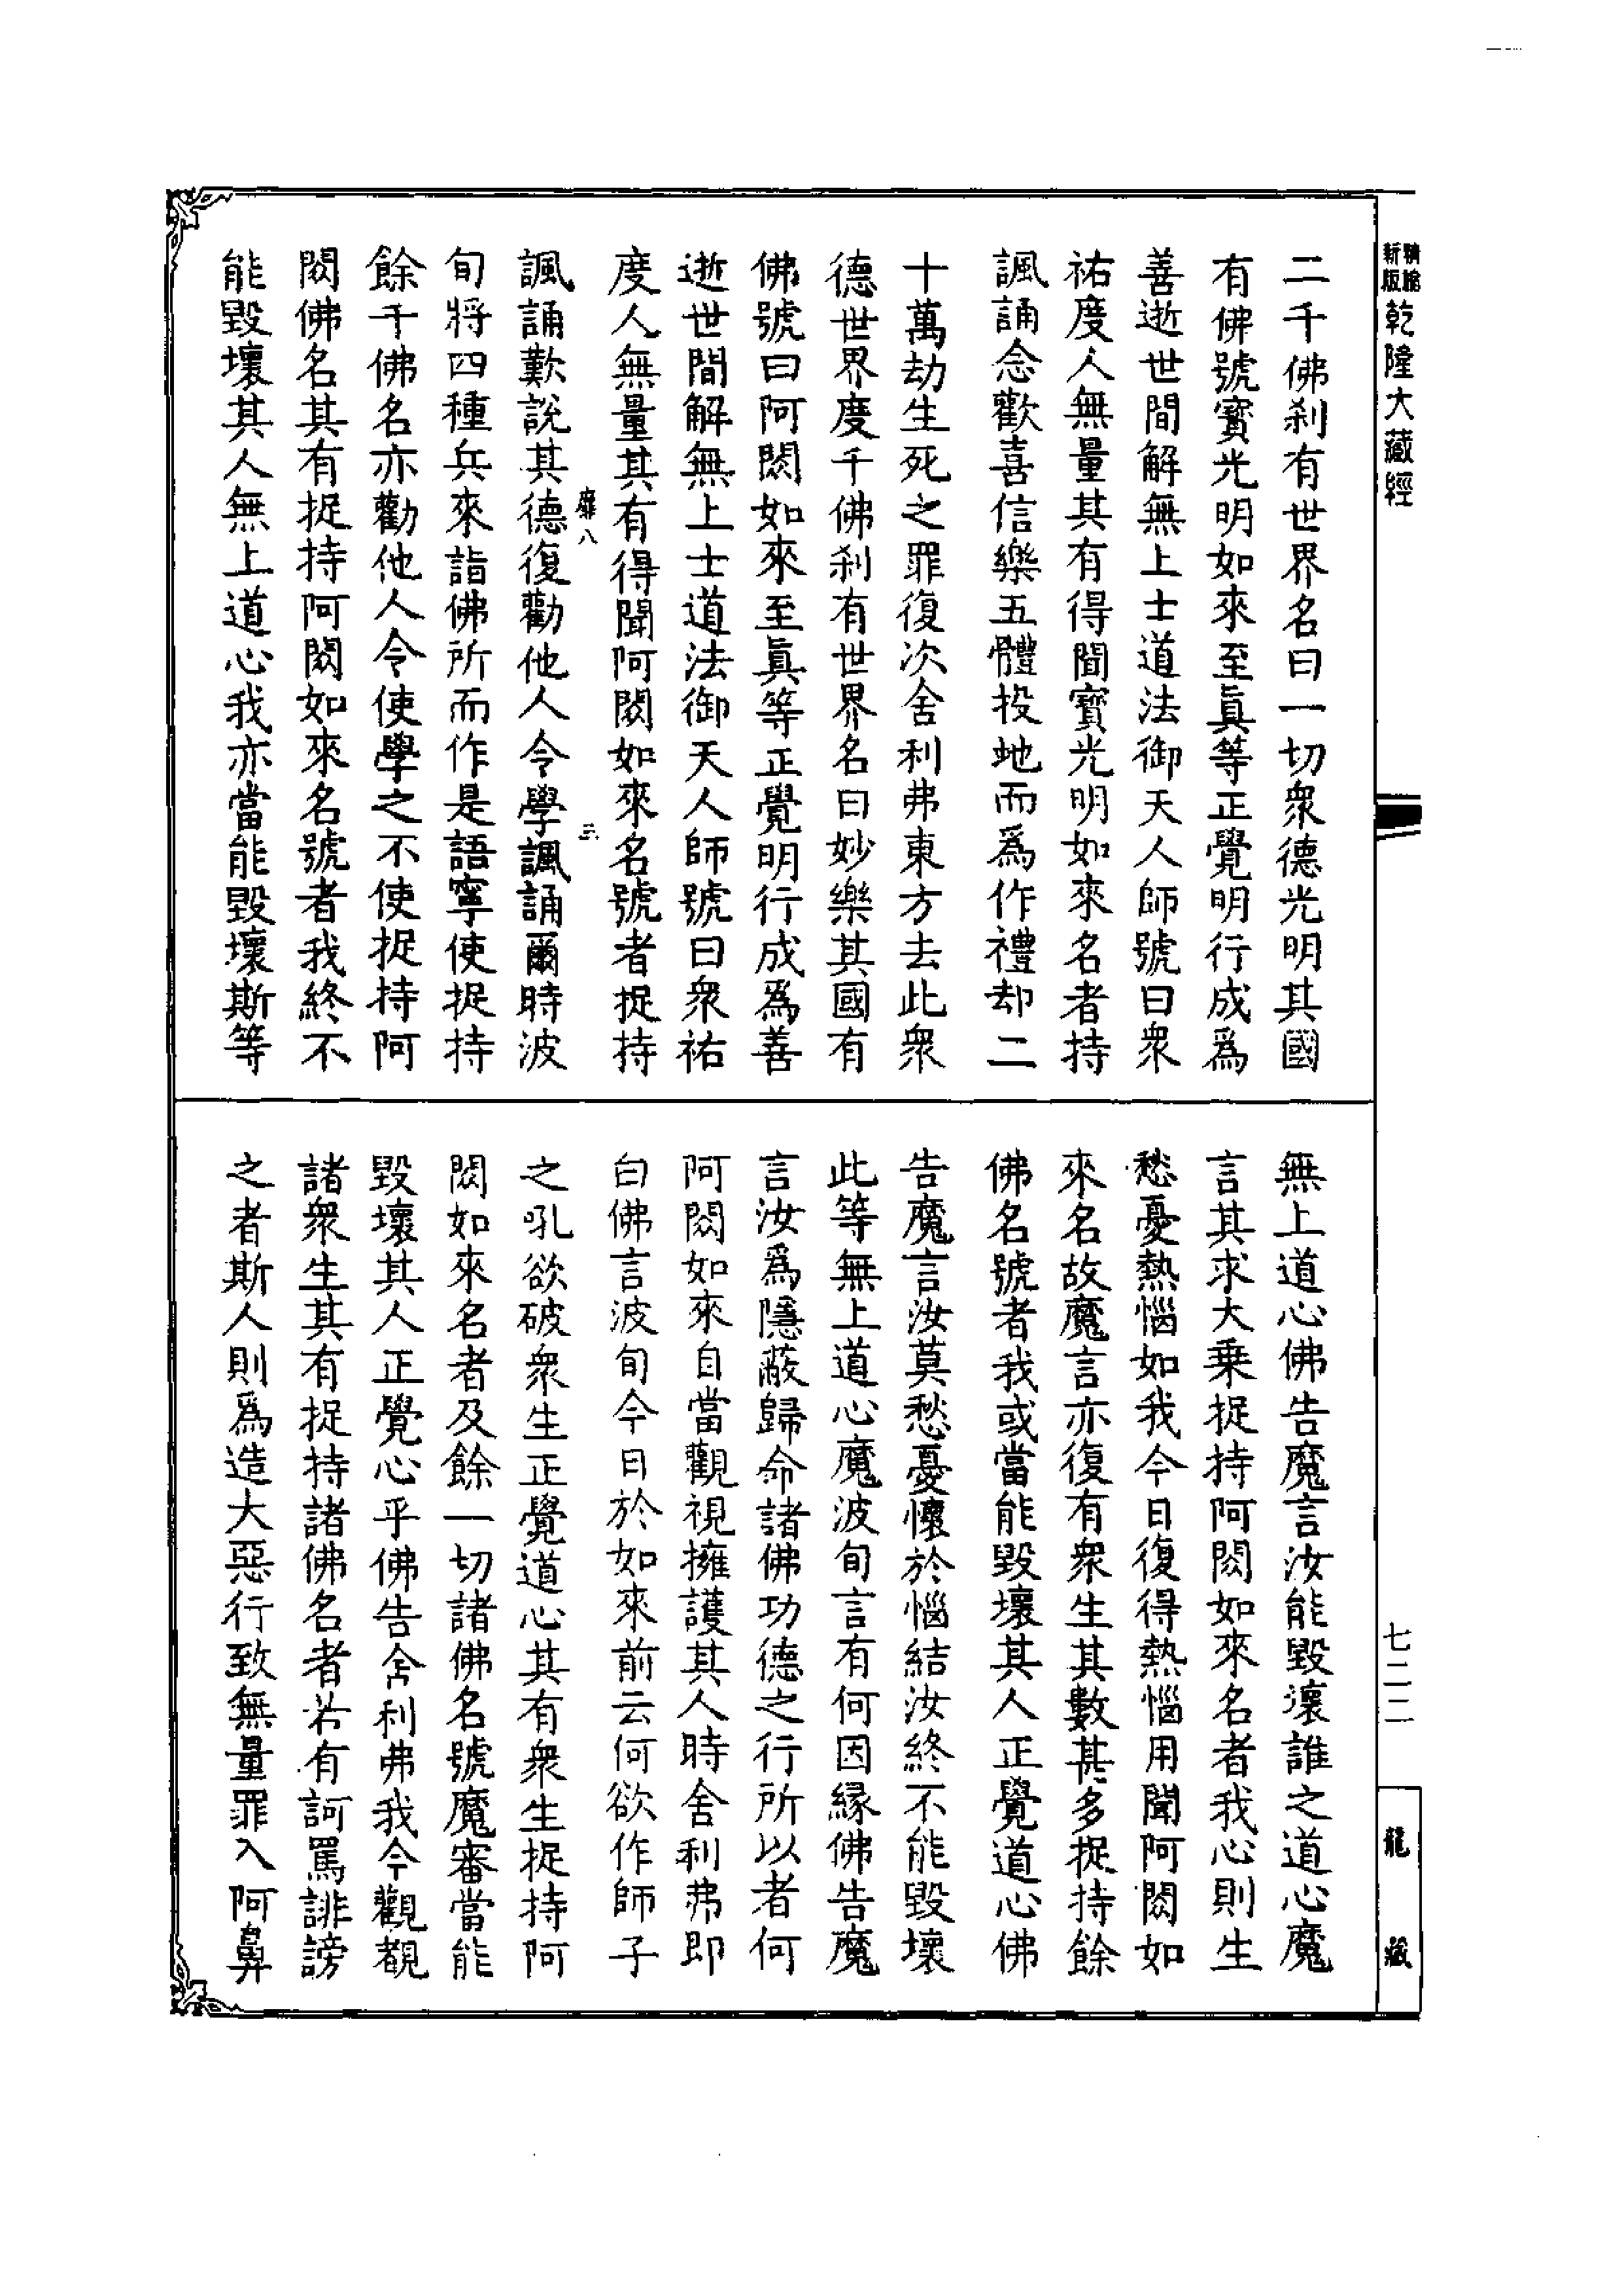 新版
精縮
乾隆大藏經
二千佛刹有世界名曰一切衆德光明其國
有佛號寳光明如來至眞等正覺明行成爲
善逝世間解無上士道法御天人師號曰衆
祐度人無量其有得聞寳光明如來名者持
諷誦念歡喜信樂五體投地而爲作禮却二
十萬劫生死之罪復次舍利弗東方去此衆
德世界度千佛刹有世界名曰妙樂其國有
佛號曰阿閦如來至眞等正覺明行成爲善
逝世間解無上士道法御天人師號曰衆祐
度人無量其有得聞阿閦如來名號者捉持
靡八
三
諷誦歎說其德復勸他人令學諷誦爾時波
旬將四種兵來詣佛所而作是語寧使捉持
餘千佛名亦勸他人令使學之不使捉持阿
閦佛名其有捉持阿閦如來名號者我終不
能毀壞其人無上道心我亦當能毀壞斯等
無上道心佛告魔言汝能毀壞誰之道心魔
言其求大乗捉持阿閦如來名者我心則生
愁憂熱惱如我今日復得熱惱用聞阿閦如
來名故魔言亦復有衆生其數甚多捉持餘
佛名號者我或當能毀壞其人正覺道心佛
告魔言汝莫愁憂懷於惱結汝終不能毀壞
此等無上道心魔波旬言有何因縁佛告魔
言汝爲隱蔽歸命諸佛功德之行所以者何
阿閦如來自當觀視擁護其人時舍利弗即
白佛言波旬今日於如來前云何欲作師子
之吼欲破衆生正覺道心其有衆生捉持阿
閦如來名者及餘一切諸佛名號魔審當能
毀壞其人正覺心乎佛告舍利弗我今觀覩
諸衆生其有捉持諸佛名者若有訶罵誹謗
之者斯人則爲造大惡行致無量罪入阿鼻
七二二
龍藏